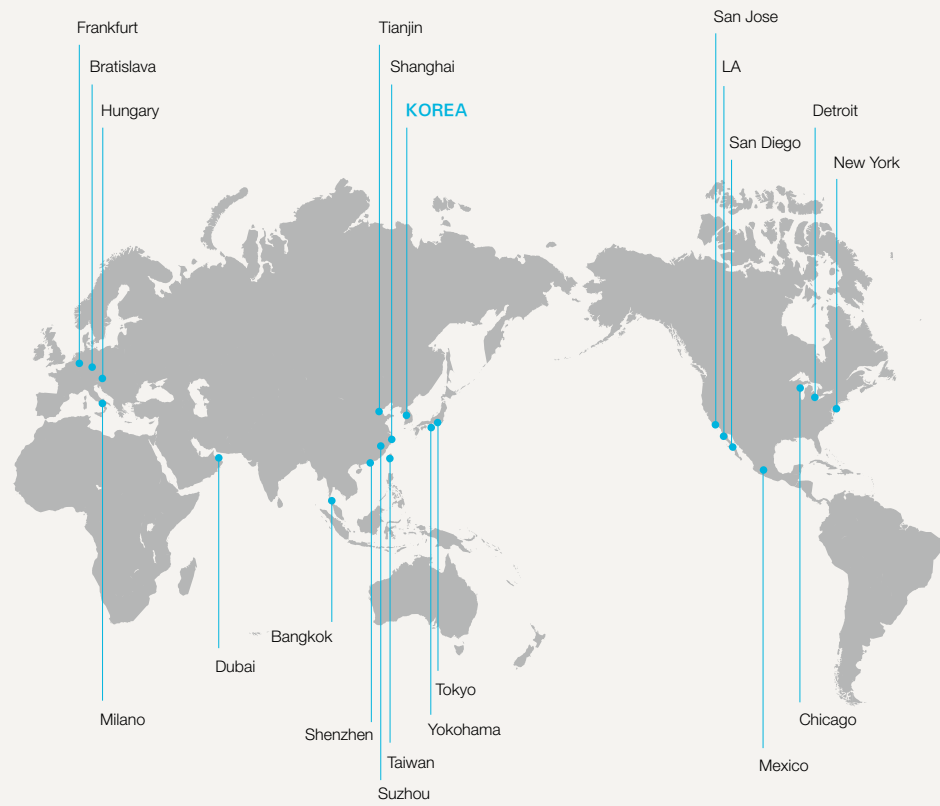 San Jose
Frankfurt
Tianjin
Bratislava
Shanghai
LA
Hungary
KOREA
Detroit
San Diego
New York
Bangkok
Dubai
Tokyo
Milano
Chicago
Yokohama
Shenzhen
Taiwan
Mexico
Suzhou